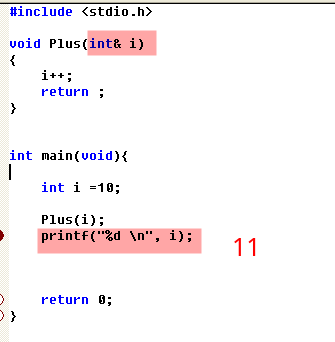 #include <stdio.h>
void Plus(int& i)
{
i++;
return ;
}
int main(void){
int i =10;
Plus(i);
printf("%d \n", i);
11
return 0;
}